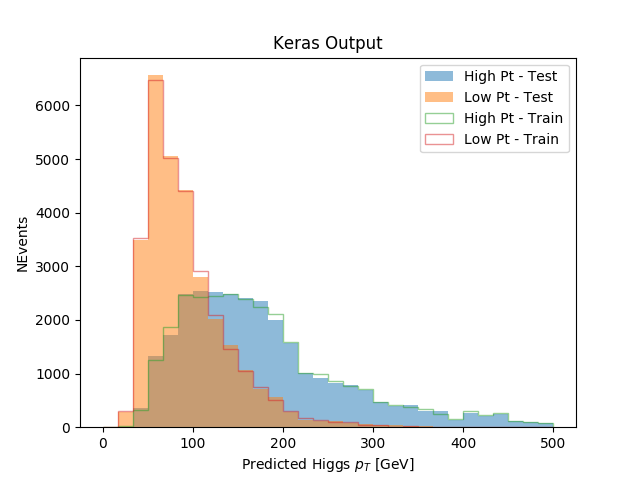 Keras Output
High Pt - Test
Low Pt - Test
High Pt - Train
Low Pt - Train
NEvents
6000
5000
4000
3000
2000
1000
0
0 100 200 300 400 500
Predicted Higgs $p_T$ [GeV]